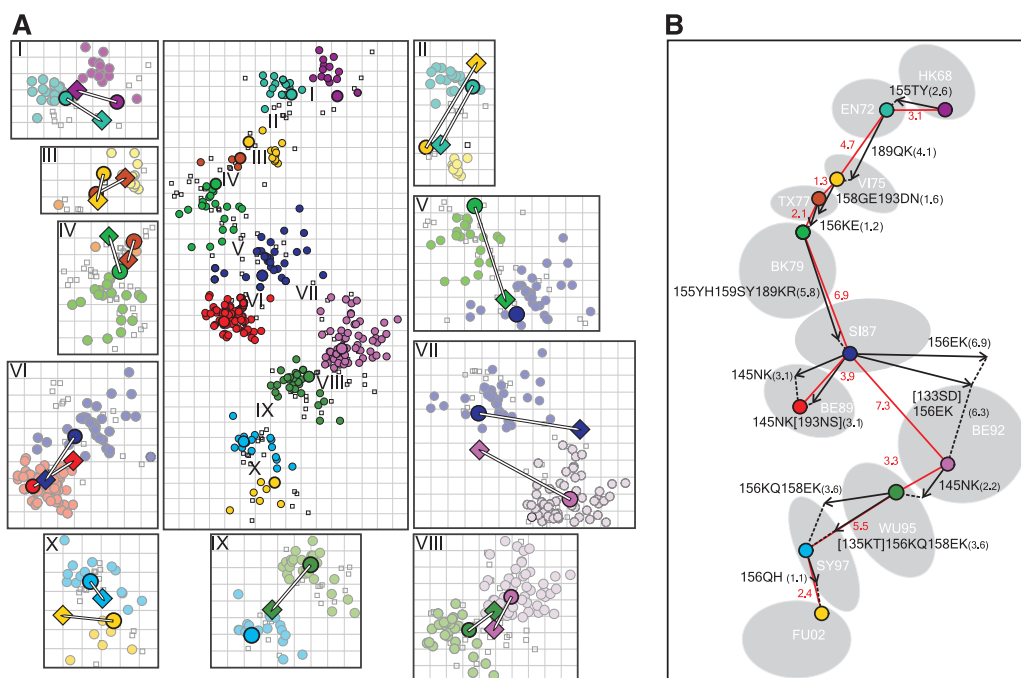 A
I
II
III
IV
V
VI
VII
VIII
IX
X
I
II
III
IV
V
VI
VII
VIII
IX
X
B
HK68
155TY(2.6)
EN72
3.1
4.7
189QK(4.1)
1.3
VI75
TX77
158GE193DN(1.6)
2.1
156KE(1.2)
BK79
155YH159SY189KR(5.8)
6.9
SI87
156EK(6.9)
145NK(3.1)
3.9
[133SD]
156EK (6.3)
7.3
BE89
145NK[193NS](3.1)
BE92
3.3
145NK(2.2)
156KQ158EK(3.6)
5.5
WU95
[135KT]156KQ158EK(3.6)
SY97
156QH (1.1)
2.4
FU02